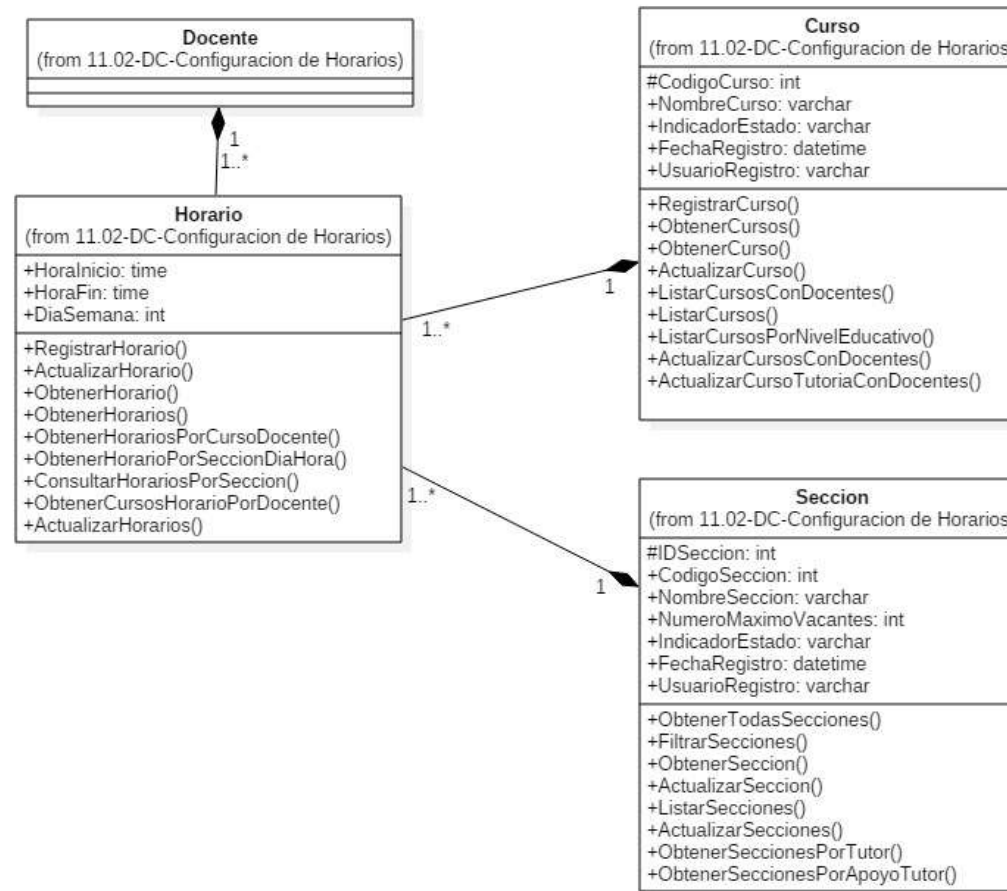 Docente
(from 11.02-DC-Configuracion de Horarios)
1
1..*
Horario
(from 11.02-DC-Configuracion de Horarios)
+HoraInicio: time
+HoraFin: time
+DiaSemana: int
+RegistrarHorario()
+ActualizarHorario()
+ObtenerHorario()
+ObtenerHorarios()
+ObtenerHorariosPorCursoDocente()
+ObtenerHorarioPorSeccionDiaHora()
+ConsultarHorariosPorSeccion()
+ObtenerCursosHorarioPorDocente()
+ActualizarHorarios()
1..*
1
1..*
1
Curso
(from 11.02-DC-Configuracion de Horarios
#CodigoCurso: int
+NombreCurso: varchar
+IndicadorEstado: varchar
+FechaRegistro: datetime
+UsuarioRegistro: varchar
+RegistrarCurso()
+ObtenerCursos()
+ObtenerCurso()
+ActualizarCurso()
+ListarCursosConDocentes()
+ListarCursos()
+ListarCursosPorNivelEducativo()
+ActualizarCursosConDocentes()
+ActualizarCursoTutoriaConDocentes()
Seccion
(from 11.02-DC-Configuracion de Horarios
#IDSeccion: int
+CodigoSeccion: int
+NombreSeccion: varchar
+NumeroMaximoVacantes: int
+IndicadorEstado: varchar
+FechaRegistro: datetime
+UsuarioRegistro: varchar
+ObtenerTodasSecciones()
+FiltrarSecciones()
+ObtenerSeccion()
+ActualizarSeccion()
+ListarSecciones()
+ActualizarSecciones()
+ObtenerSeccionesPorTutor()
+ObtenerSeccionesPorApoyoTutor()